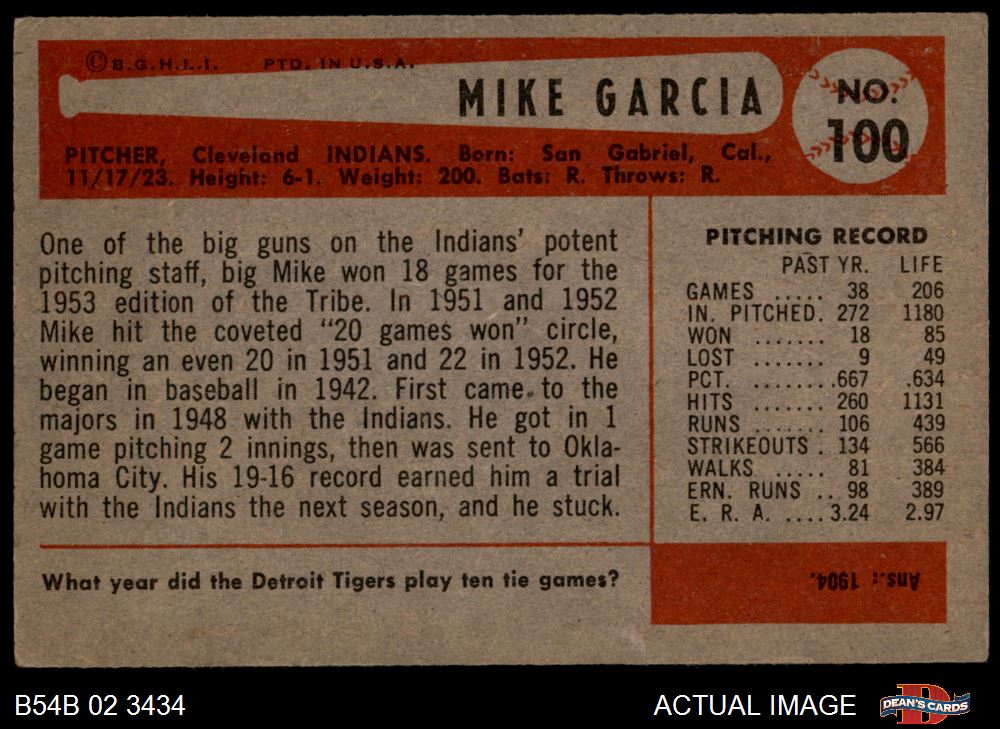 © B.G.H.L.I. PTD. IN U.S.A.
MIKE GARCIA
NO.
100
PITCHER, Cleveland INDIANS. Born: San Gabriel, Cal.,
11/17/23. Height: 6-1. Weight: 200. Bats: R. Throws: R.
One of the big guns on the Indians' potent
pitching staff, big Mike won 18 games for the
1953 edition of the Tribe. In 1951 and 1952
Mike hit the coveted "20 games won" circle,
winning an even 20 in 1951 and 22 in 1952. He
began in baseball in 1942. First came to the
majors in 1948 with the Indians. He got in 1
game pitching 2 innings, then was sent to Okla-
homa City. His 19-16 record earned him a trial
with the Indians the next season, and he stuck.
PITCHING RECORD
PAST YR. LIFE
GAMES ..... 38 206
IN. PITCHED. 272 1180
WON ....... 18 85
LOST ....... 9 49
PCT. ........ .667 .634
HITS ....... 260 1131
RUNS ....... 106 439
STRIKEOUTS . 134 566
WALKS ..... 81 384
ERN. RUNS .. 98 389
E. R. A. .... 3.24 2.97
What year did the Detroit Tigers play ten tie games?
Ans.: 1904.
B54B 02 3434
ACTUAL IMAGE
DEAN'S CARDS